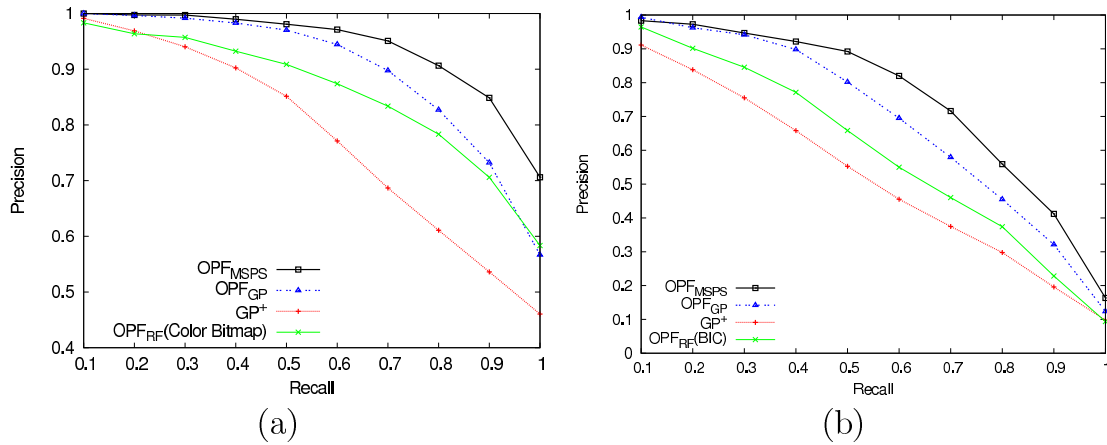 1
0.9
0.8
0.7
0.6
0.5
0.4
Precision
OPF_MSPS
OPF_GP
GP⁺
OPF_RF(Color Bitmap)
0.1 0.2 0.3 0.4 0.5 0.6 0.7 0.8 0.9 1
Recall
(a)
1
0.9
0.8
0.7
0.6
0.5
0.4
0.3
0.2
0.1
0
Precision
OPF_MSPS
OPF_GP
GP⁺
OPF_RF(BIC)
0.1 0.2 0.3 0.4 0.5 0.6 0.7 0.8 0.9 1
Recall
(b)